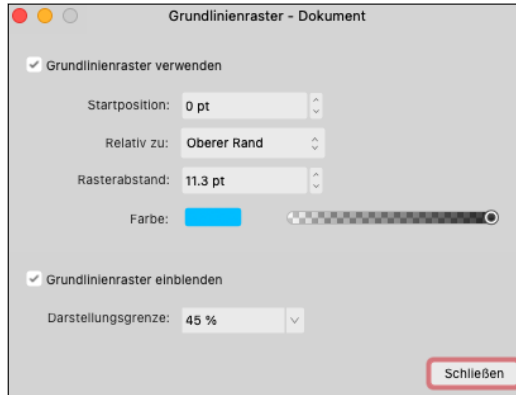 Grundlinienraster - Dokument
Grundlinienraster verwenden
Startposition: 0 pt
Relativ zu: Oberer Rand
Rasterabstand: 11.3 pt
Farbe:
Grundlinienraster einblenden
Darstellungsgrenze: 45 %
Schließen